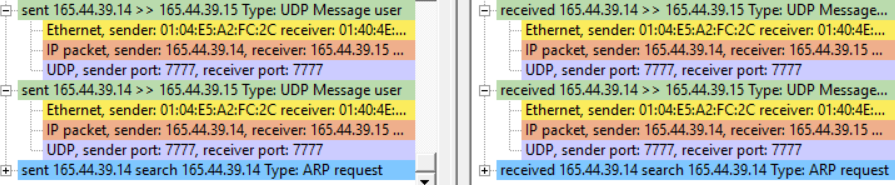 sent 165.44.39.14 >> 165.44.39.15 Type: UDP Message user
Ethernet, sender: 01:04:E5:A2:FC:2C receiver: 01:40:4E:...
IP packet, sender: 165.44.39.14, receiver: 165.44.39.15 ...
UDP, sender port: 7777, receiver port: 7777
sent 165.44.39.14 >> 165.44.39.15 Type: UDP Message user
Ethernet, sender: 01:04:E5:A2:FC:2C receiver: 01:40:4E:...
IP packet, sender: 165.44.39.14, receiver: 165.44.39.15 ...
UDP, sender port: 7777, receiver port: 7777
sent 165.44.39.14 search 165.44.39.14 Type: ARP request
received 165.44.39.14 >> 165.44.39.15 Type: UDP Message...
Ethernet, sender: 01:04:E5:A2:FC:2C receiver: 01:40:4E:...
IP packet, sender: 165.44.39.14, receiver: 165.44.39.15 ...
UDP, sender port: 7777, receiver port: 7777
received 165.44.39.14 >> 165.44.39.15 Type: UDP Message...
Ethernet, sender: 01:04:E5:A2:FC:2C receiver: 01:40:4E:...
IP packet, sender: 165.44.39.14, receiver: 165.44.39.15 ...
UDP, sender port: 7777, receiver port: 7777
received 165.44.39.14 search 165.44.39.14 Type: ARP request